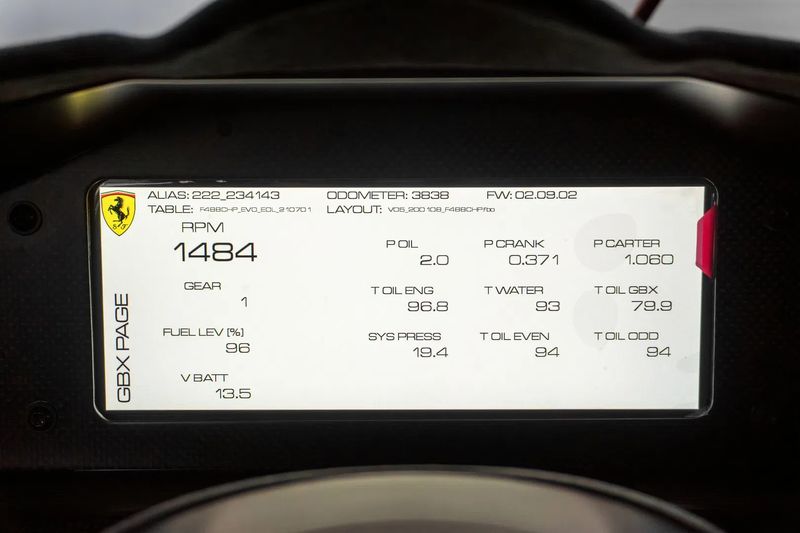 ALIAS: 222_234143 ODOMETER: 3838 FW: 02.09.02
TABLE: F488CHP_EVO_EOL_210701 LAYOUT: V05_200108_F488CHP.fbo
RPM
1484
P OIL P CRANK P CARTER
2.0 0.371 1.060
GEAR T OIL ENG T WATER T OIL GBX
1 96.8 93 79.9
FUEL LEV [%] SYS PRESS T OIL EVEN T OIL ODD
96 19.4 94 94
V BATT
13.5
GBX PAGE